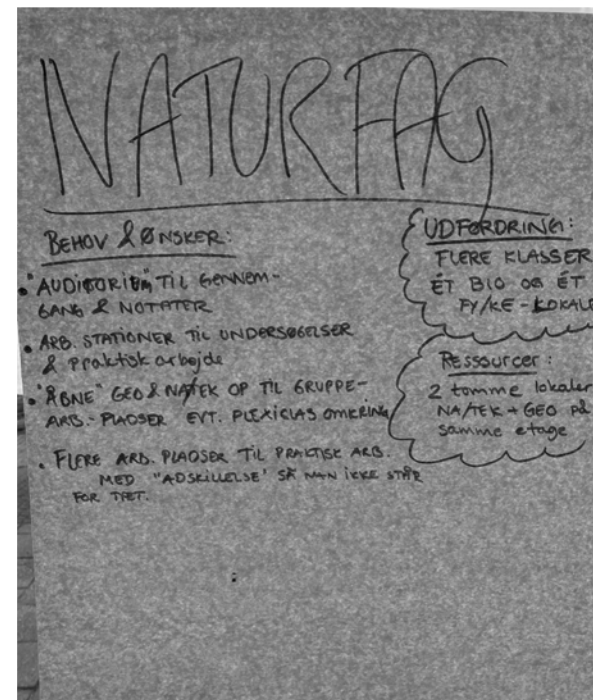 NATURFAG
BEHOV & ØNSKER:
• "AUDITORIUM" TIL GENNEM-
GANG & NOTATER
• ARB. STATIONER TIL UNDERSØGELSER
& praktisk arbejde
• "ÅBNE" GEO & NA/TEK OP TIL GRUPPE-
ARB.-PLADSER EVT. PLEXIGLAS OMKRING
• FLERE ARB. PLADSER TIL PRAKTISK ARB.
MED "ADSKILLELSE" SÅ MAN IKKE STÅR
FOR TÆT.
UDFORDRING:
FLERE KLASSER
ÉT BIO OG ÉT
FY/KE-LOKALE
Ressourcer:
2 tomme lokaler
NA/TEK + GEO på
samme etage